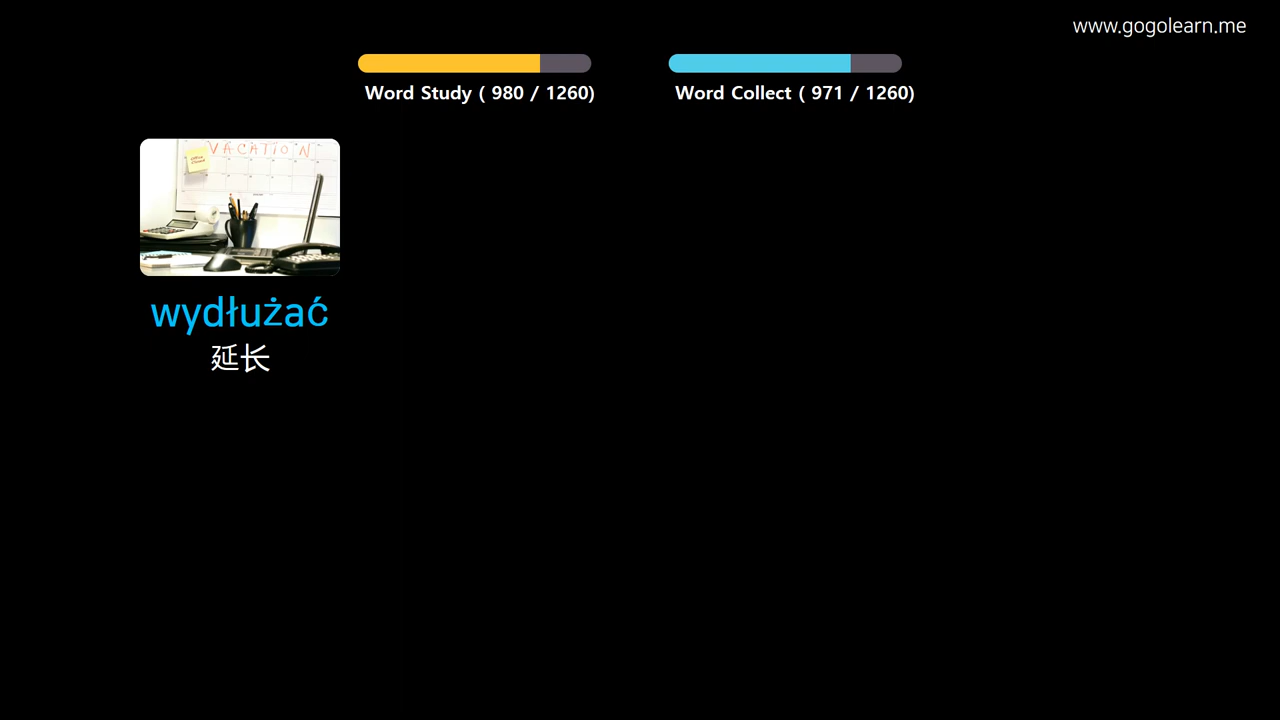 www.gogolearn.me
Word Study ( 980 / 1260)
Word Collect ( 971 / 1260)
VACATION
wydłużać
延长